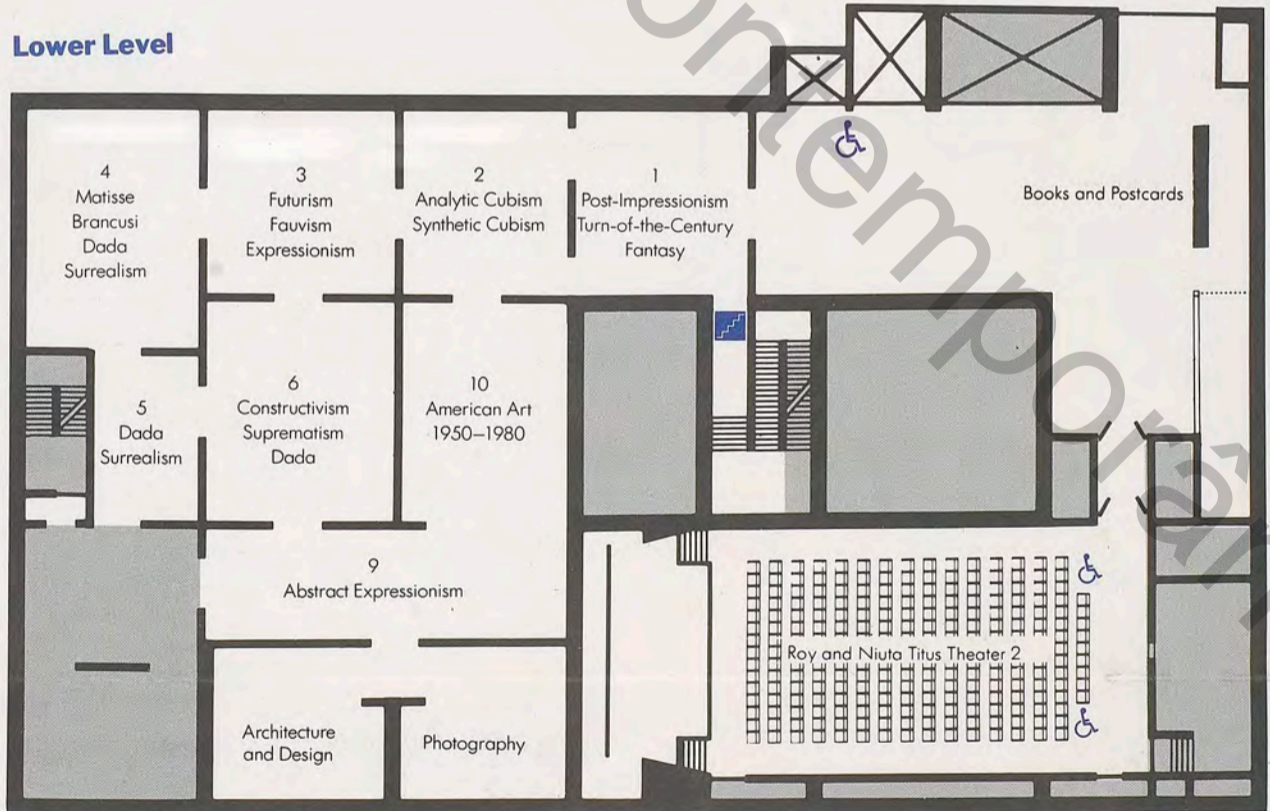 Lower Level
4
Matisse
Brancusi
Dada
Surrealism
3
Futurism
Fauvism
Expressionism
2
Analytic Cubism
Synthetic Cubism
1
Post-Impressionism
Turn-of-the-Century
Fantasy
Books and Postcards
5
Dada
Surrealism
6
Constructivism
Suprematism
Dada
10
American Art
1950–1980
9
Abstract Expressionism
Roy and Niuta Titus Theater 2
Architecture
and Design
Photography